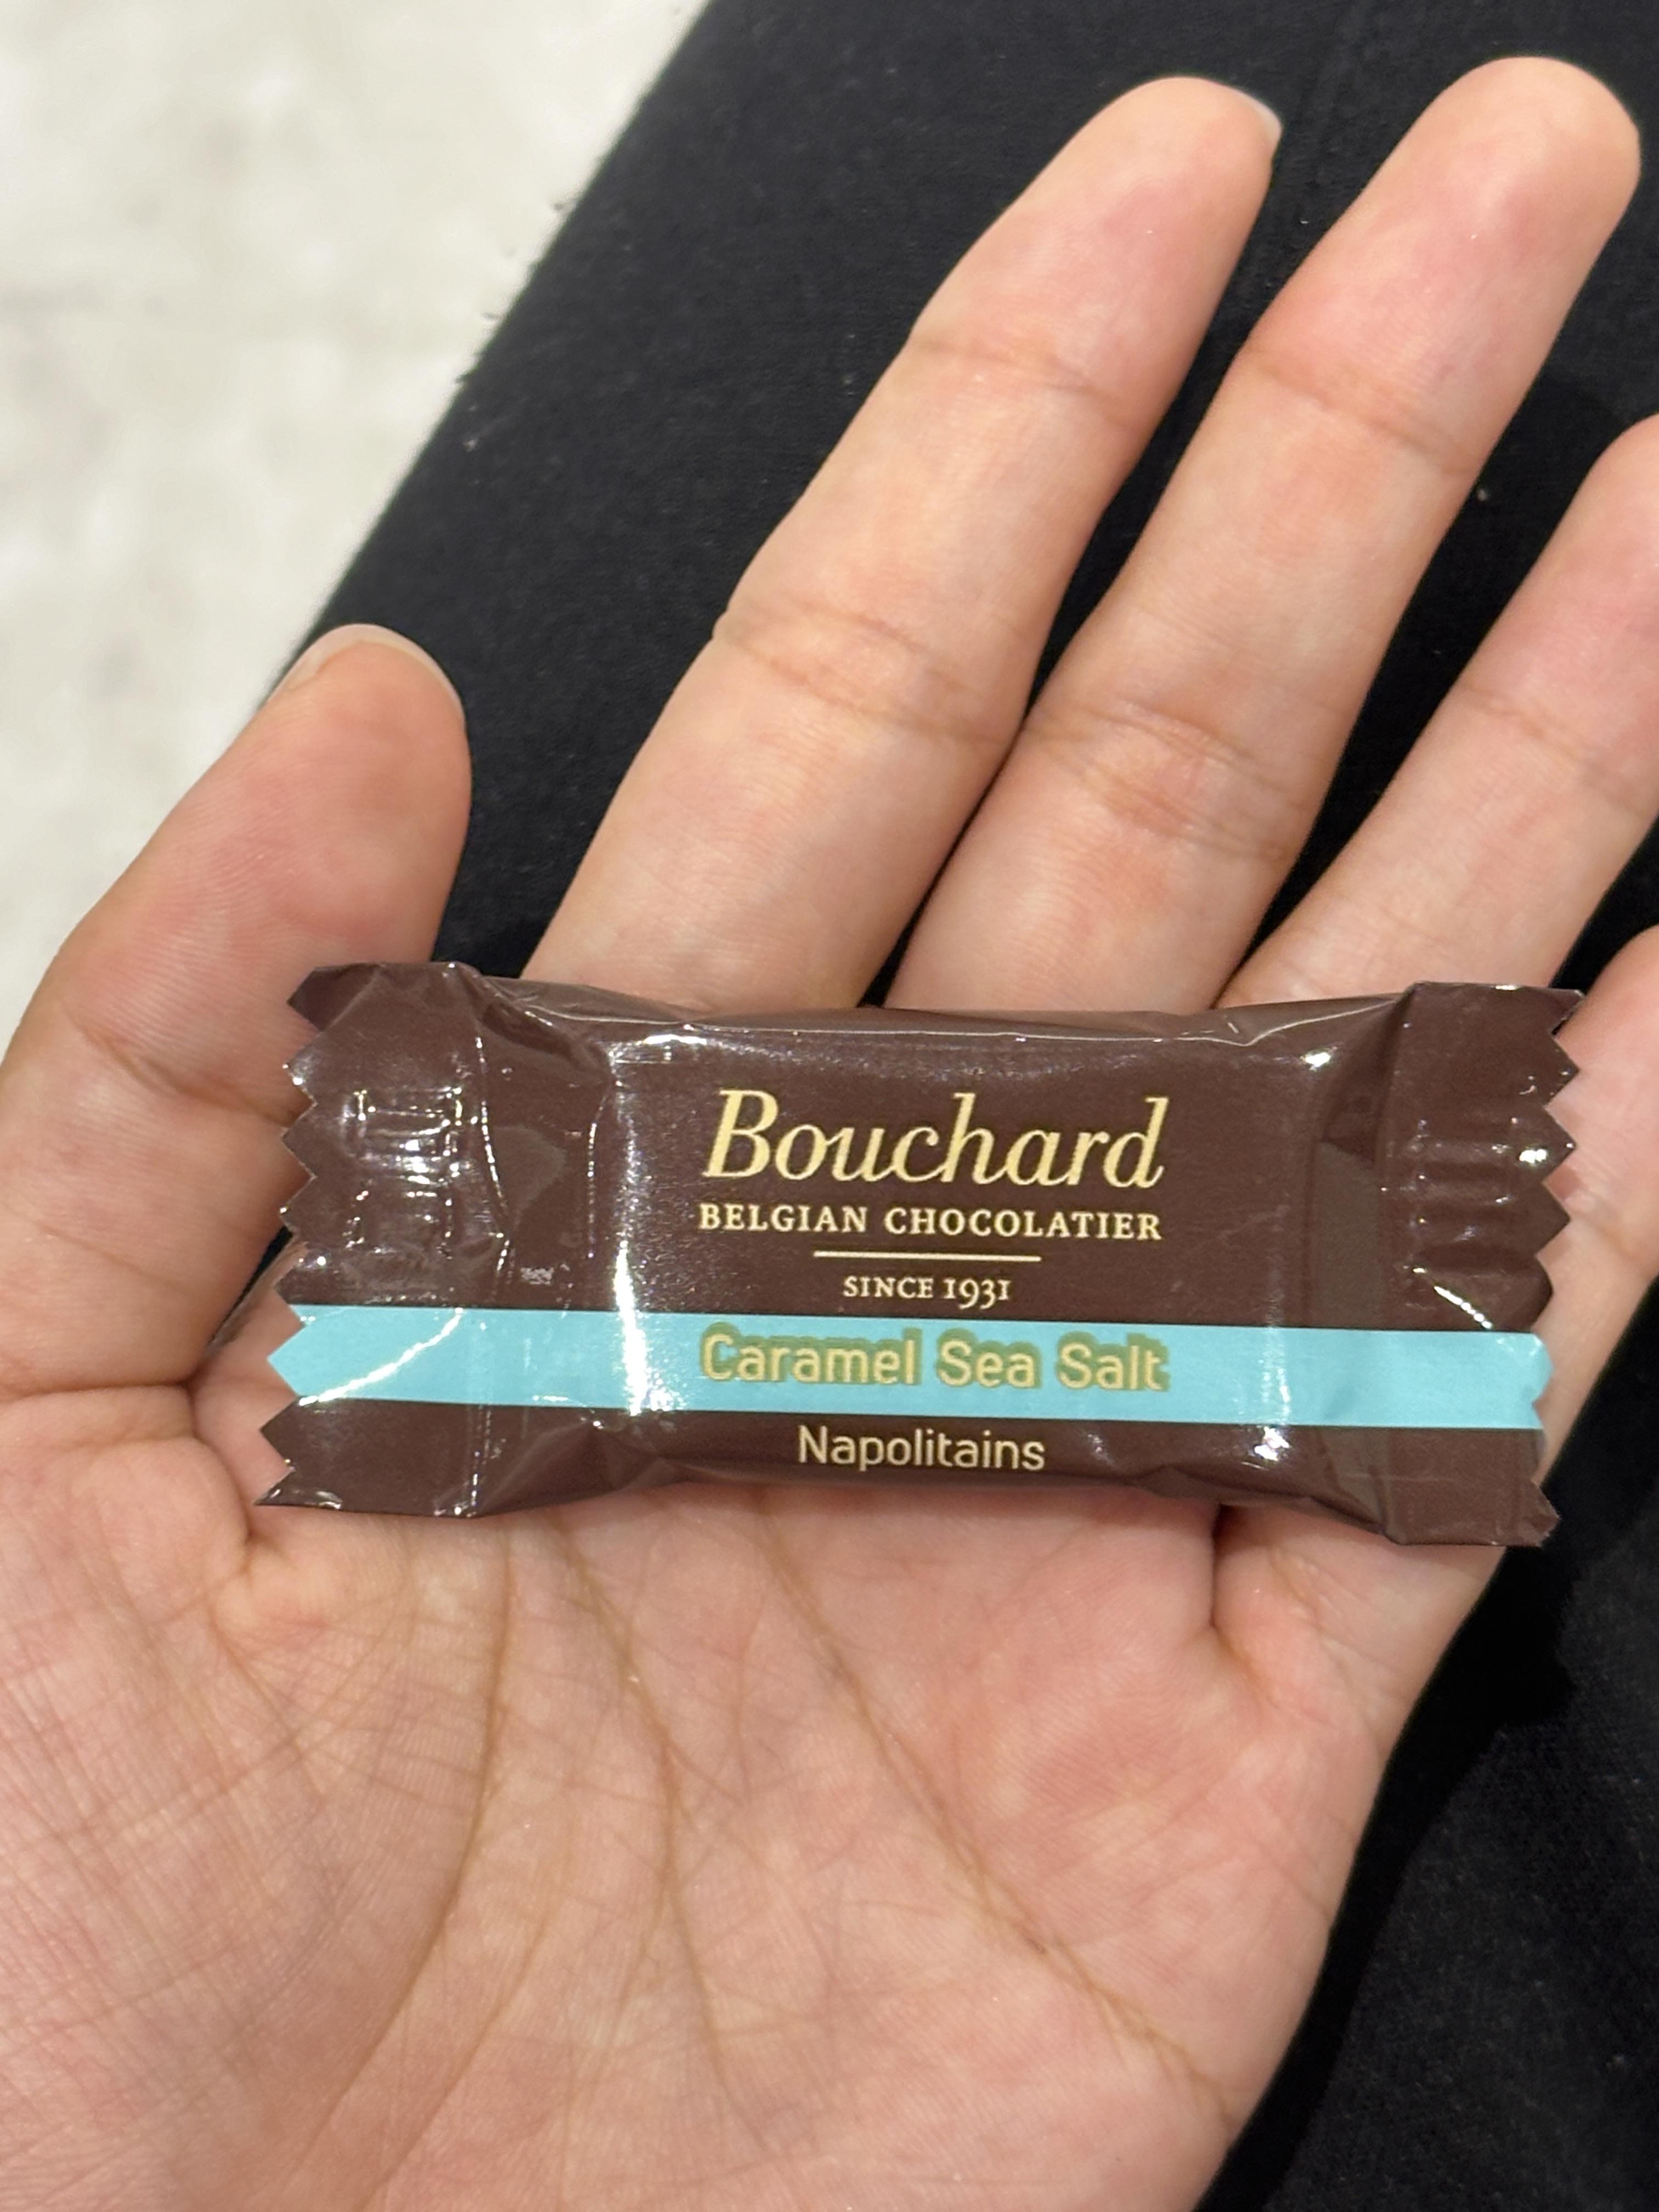 Bouchard
BELGIAN CHOCOLATIER
SINCE 1931
Caramel Sea Salt
Napolitains